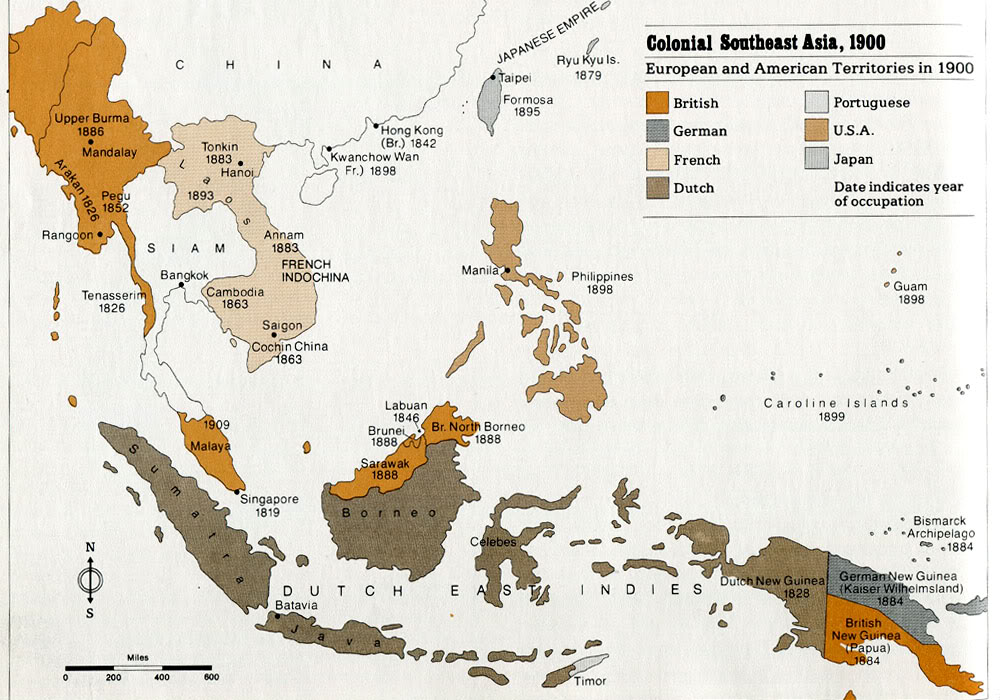 Colonial Southeast Asia, 1900
European and American Territories in 1900
British
German
French
Dutch
Portuguese
U.S.A.
Japan
Date indicates year
of occupation
CHINA
JAPANESE EMPIRE
Ryu Kyu Is.
1879
Taipei
Formosa
1895
Hong Kong
(Br.) 1842
Kwanchow Wan
Fr.) 1898
Upper Burma
1886
Mandalay
Arakan 1826
Pegu
1852
Rangoon
Tenasserim
1826
Tonkin
1883
Hanoi
Laos
1893
SIAM
Bangkok
Annam
1883
FRENCH
INDOCHINA
Cambodia
1863
Saigon
Cochin China
1863
Manila
Philippines
1898
Guam
1898
Caroline Islands
1899
1909
Malaya
Singapore
1819
Labuan
1846
Brunei
1888
Br. North Borneo
1888
Sarawak
1888
Borneo
Sumatra
Celebes
Bismarck
Archipelago
1884
DUTCH EAST INDIES
Batavia
Java
Timor
Dutch New Guinea
1828
German New Guinea
(Kaiser Wilhelmsland)
1884
British
New Guinea
(Papua)
1884
N
S
Miles
0 200 400 600